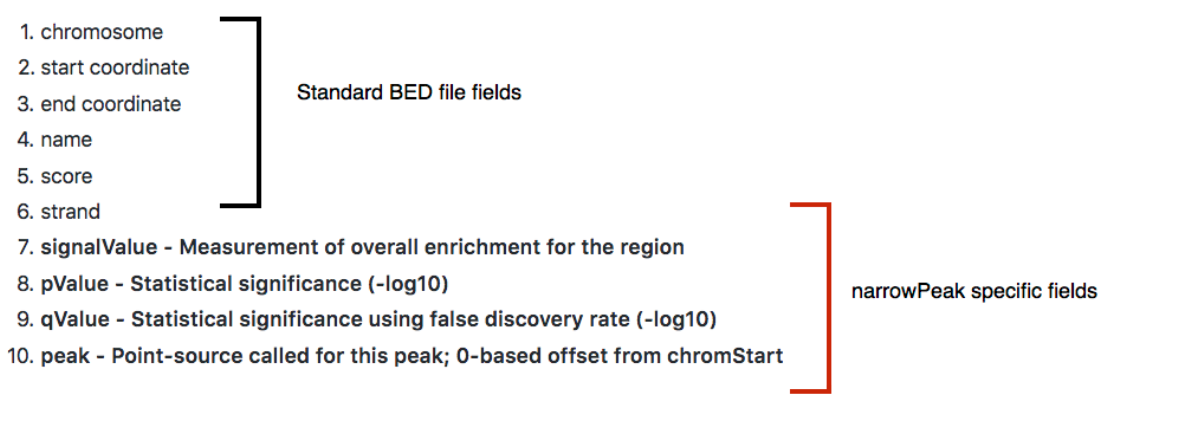 1. chromosome
2. start coordinate
3. end coordinate
Standard BED file fields
4. name
5. score
6. strand
7. signalValue - Measurement of overall enrichment for the region
8. pValue - Statistical significance (-log10)
narrowPeak specific fields
9. qValue - Statistical significance using false discovery rate (-log10)
10. peak - Point-source called for this peak; 0-based offset from chromStart